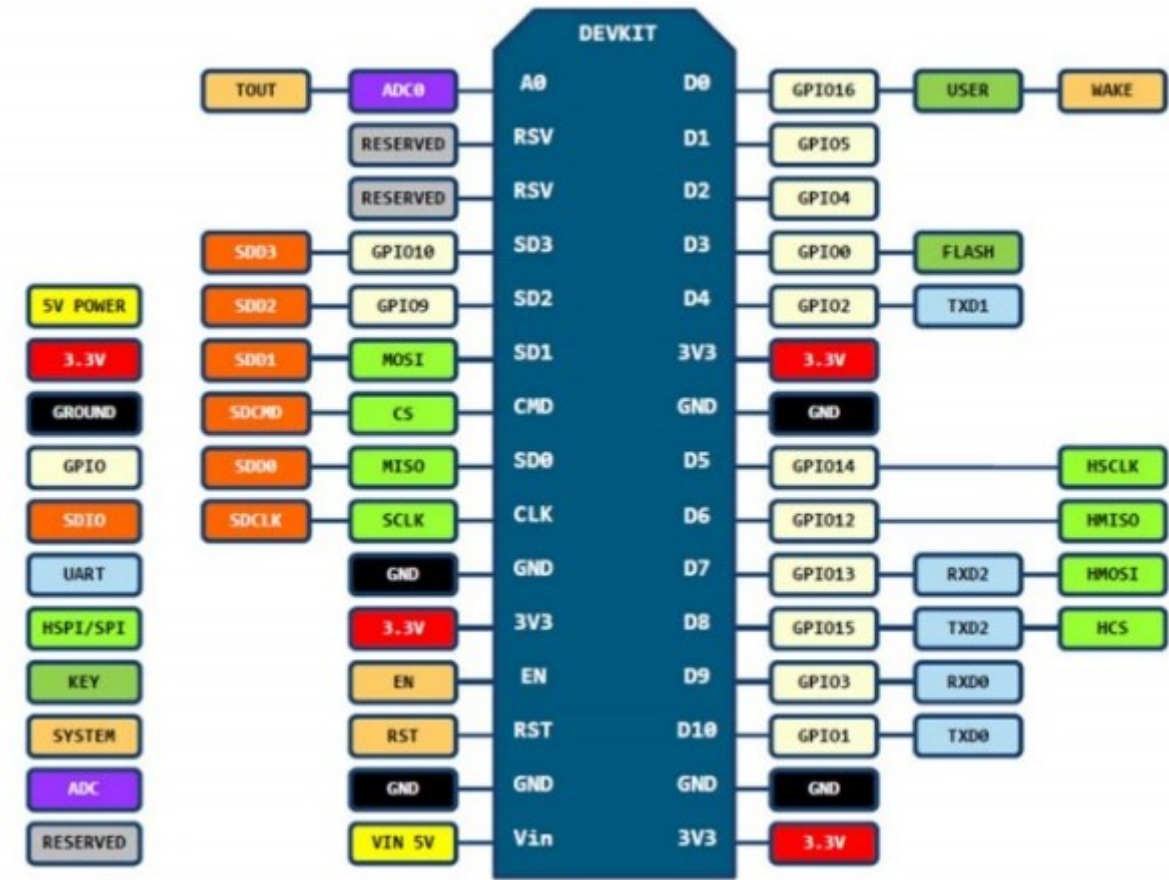 DEVKIT
TOUT ADC0 A0 D0 GPIO16 USER WAKE
RESERVED RSV D1 GPIO5
RESERVED RSV D2 GPIO4
SDD3 GPIO10 SD3 D3 GPIO0 FLASH
5V POWER SDD2 GPIO9 SD2 D4 GPIO2 TXD1
3.3V SDD1 MOSI SD1 3V3 3.3V
GROUND SDCMD CS CMD GND GND
GPIO SDD0 MISO SD0 D5 GPIO14 HSCLK
SDIO SDCLK SCLK CLK D6 GPIO12 HMISO
UART GND GND D7 GPIO13 RXD2 HMOSI
HSPI/SPI 3.3V 3V3 D8 GPIO15 TXD2 HCS
KEY EN EN D9 GPIO3 RXD0
SYSTEM RST RST D10 GPIO1 TXD0
ADC GND GND GND GND
RESERVED VIN 5V Vin 3V3 3.3V